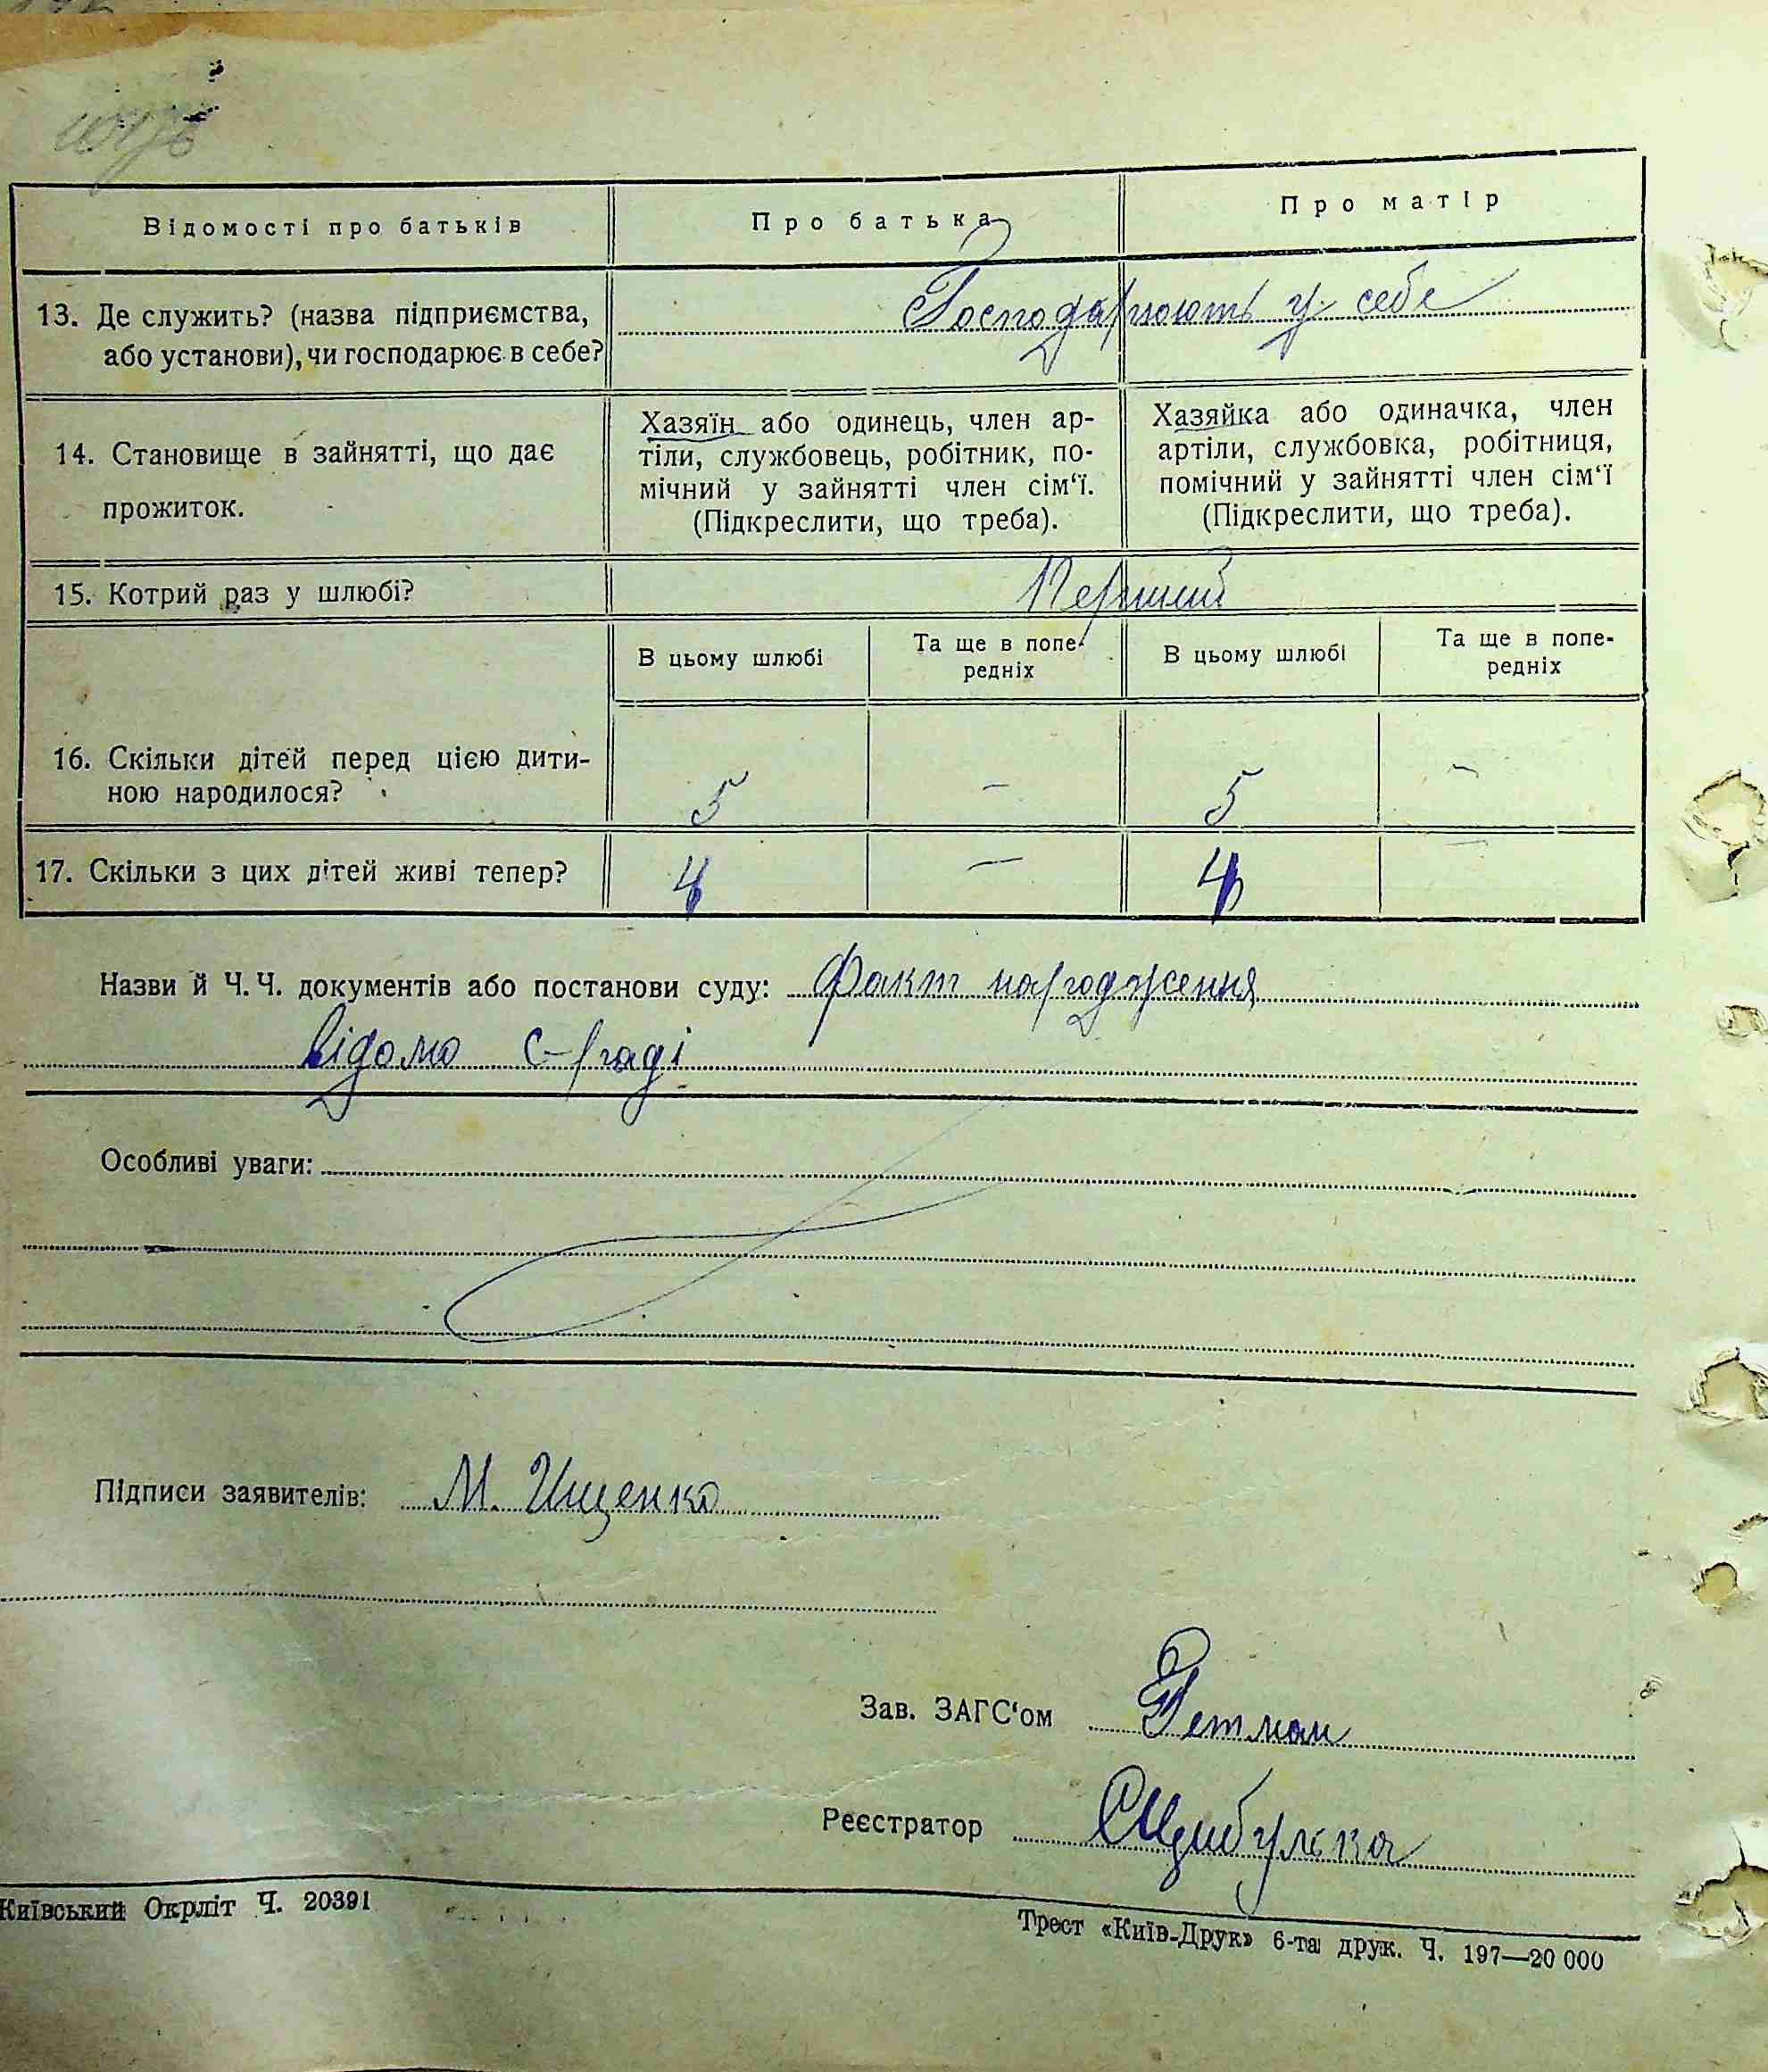 Відомості про батьків
Про батька
Про матір
13. Де служить? (назва підприємства,
або установи), чи господарює в себе?
Господарюють у себе
14. Становище в зайнятті, що дає
прожиток.
Хазяїн або одинець, член ар-
тіли, службовець, робітник, по-
мічний у зайнятті член сім‘ї.
(Підкреслити, що треба).
Хазяйка або одиначка, член
артіли, службовка, робітниця,
помічний у зайнятті член сім‘ї
(Підкреслити, що треба).
15. Котрий раз у шлюбі?
Перший
В цьому шлюбі
Та ще в попе-
редніх
В цьому шлюбі
Та ще в попе-
редніх
16. Скільки дітей перед цією дити-
ною народилося?
5 – 5 –
17. Скільки з цих дітей живі тепер?
4 – 4
Назви й Ч. Ч. документів або постанови суду: Факт народження
відомо с-раді
Особливі уваги:
Підписи заявителів: М. Ищенко
Зав. ЗАГС‘ом Гетман
Реєстратор СЦибулька
Київський Окрліт Ч. 20391
Трест «Київ-Друк» 6-та друк. Ч. 197—20 000